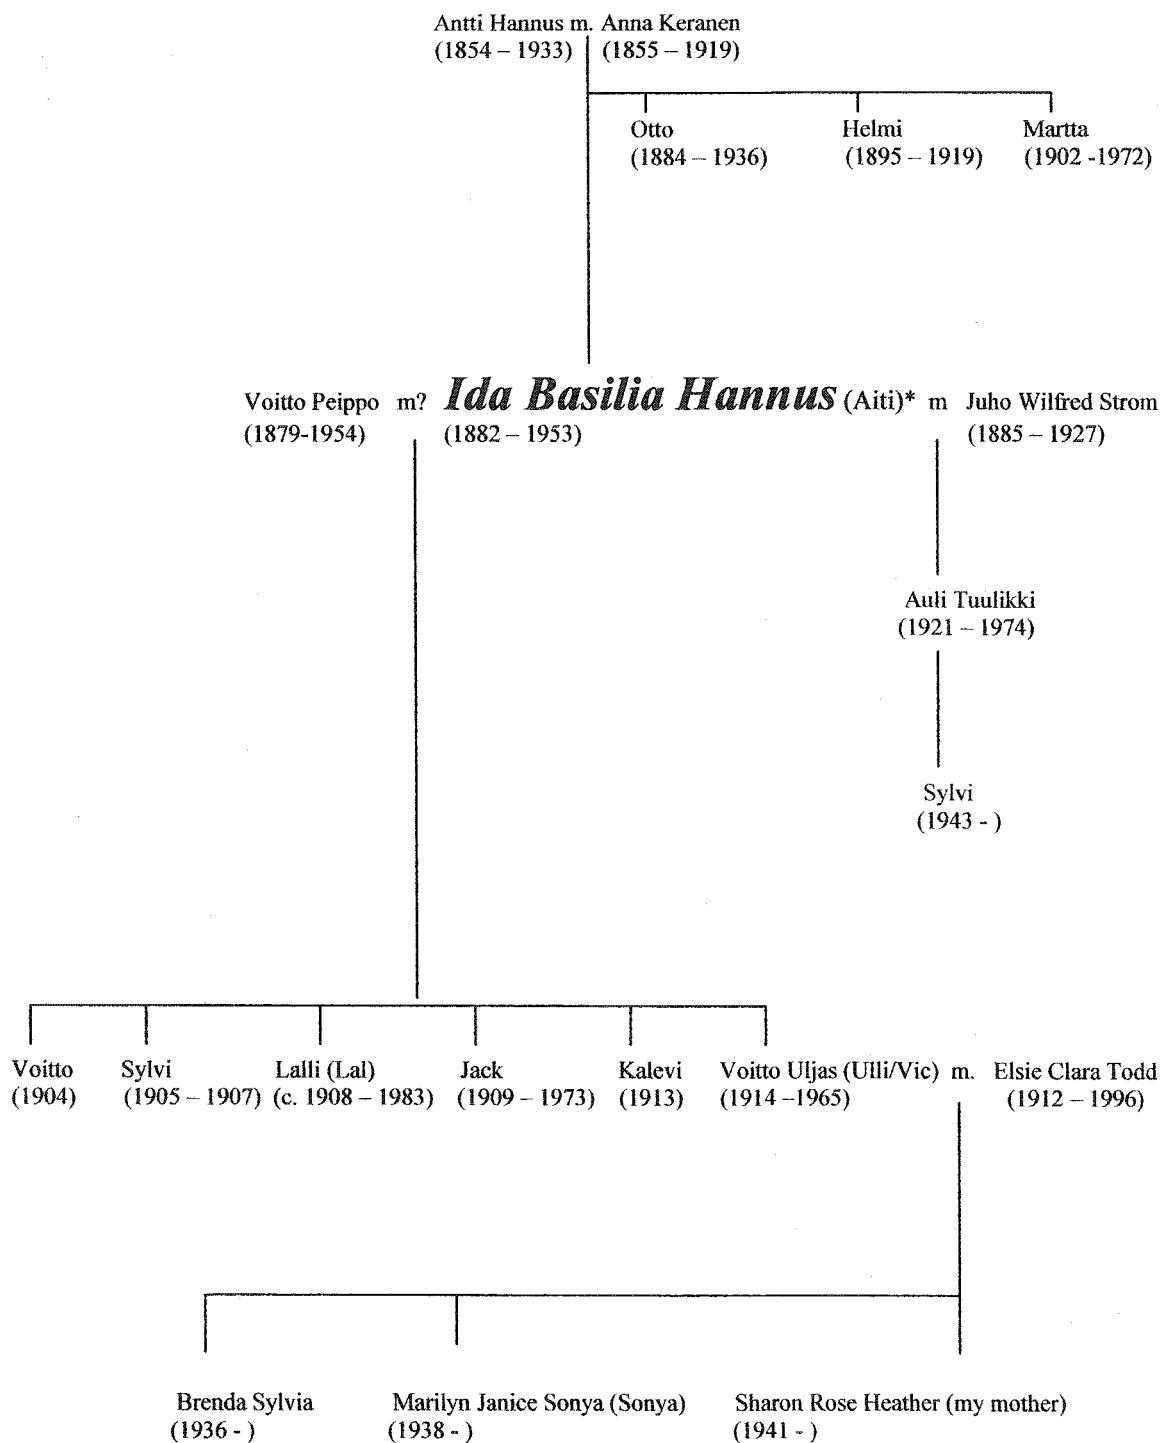 Antti Hannus m. Anna Keranen
(1854 – 1933) (1855 – 1919)
Otto Helmi Martta
(1884 – 1936) (1895 – 1919) (1902 -1972)
Voitto Peippo m? Ida Basilia Hannus (Aiti)* m Juho Wilfred Strom
(1879-1954) (1882 – 1953) (1885 – 1927)
Auli Tuulikki
(1921 – 1974)
Sylvi
(1943 - )
Voitto Sylvi Lalli (Lal) Jack Kalevi Voitto Uljas (Ulli/Vic) m. Elsie Clara Todd
(1904) (1905 – 1907) (c. 1908 – 1983) (1909 – 1973) (1913) (1914 –1965) (1912 – 1996)
Brenda Sylvia Marilyn Janice Sonya (Sonya) Sharon Rose Heather (my mother)
(1936 - ) (1938 - ) (1941 - )